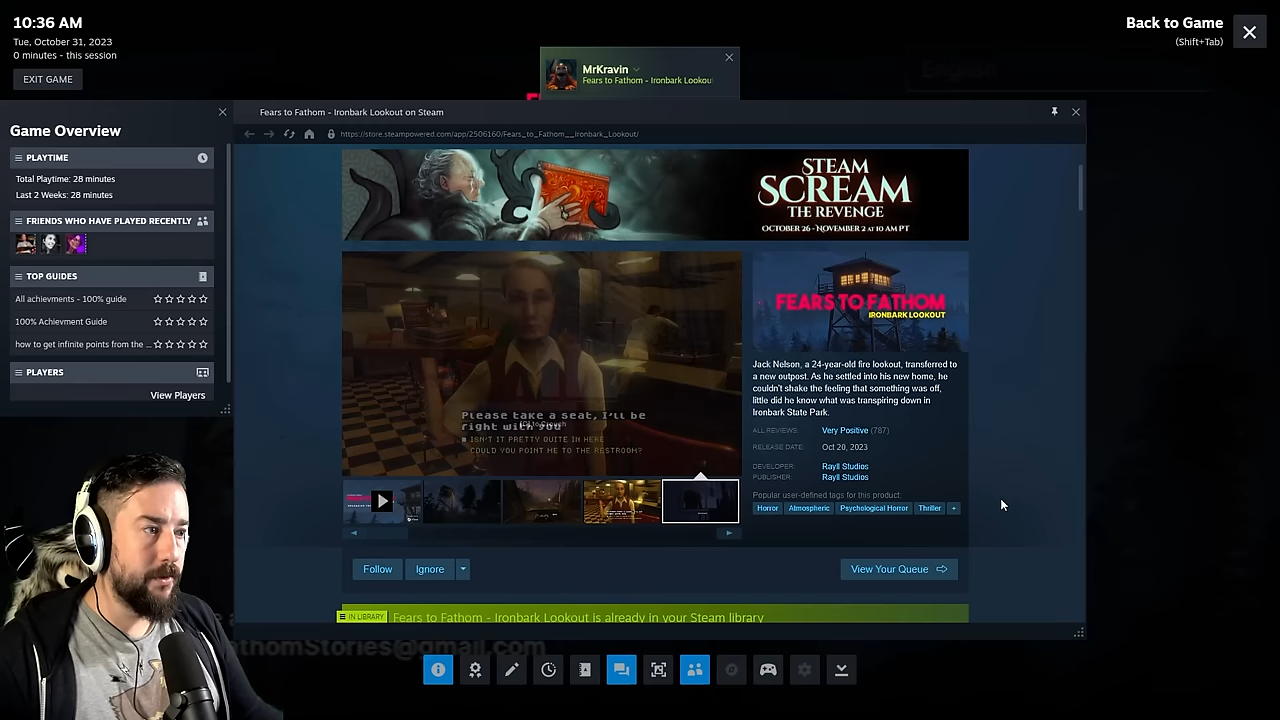 10:36 AM
Tue, October 31, 2023
0 minutes - this session
EXIT GAME
Back to Game
(Shift+Tab)
English
MrKravin
Fears to Fathom - Ironbark Lookou
Game Overview
PLAYTIME
Total Playtime: 28 minutes
Last 2 Weeks: 28 minutes
FRIENDS WHO HAVE PLAYED RECENTLY
TOP GUIDES
All achievments - 100% guide
100% Achievment Guide
how to get infinite points from the ...
PLAYERS
View Players
Fears to Fathom - Ironbark Lookout on Steam
https://store.steampowered.com/app/2506160/Fears_to_Fathom__Ironbark_Lookout/
STEAM
SCREAM
THE REVENGE
OCTOBER 26 - NOVEMBER 2 AT 10 AM PT
Please take a seat, I'll be
right with you
ISN'T IT PRETTY QUITE IN HERE
COULD YOU POINT ME TO THE RESTROOM?
FEARS TO FATHOM
IRONBARK LOOKOUT
Jack Nelson, a 24-year-old fire lookout, transferred to
a new outpost. As he settled into his new home, he
couldn't shake the feeling that something was off,
little did he know what was transpiring down in
Ironbark State Park.
ALL REVIEWS: Very Positive (787)
RELEASE DATE: Oct 20, 2023
DEVELOPER: Rayll Studios
PUBLISHER: Rayll Studios
Popular user-defined tags for this product:
Horror Atmospheric Psychological Horror Thriller +
Follow Ignore
View Your Queue
IN LIBRARY Fears to Fathom - Ironbark Lookout is already in your Steam library
thomStories@gmail.com